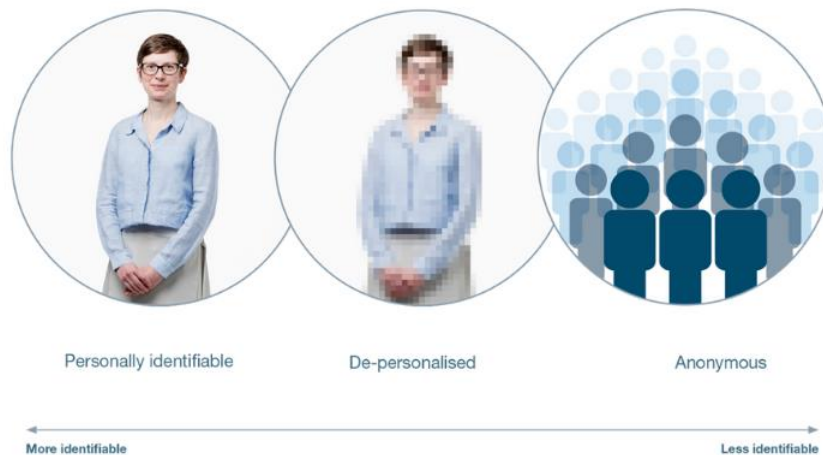 Personally identifiable
De-personalised
Anonymous
More identifiable
Less identifiable